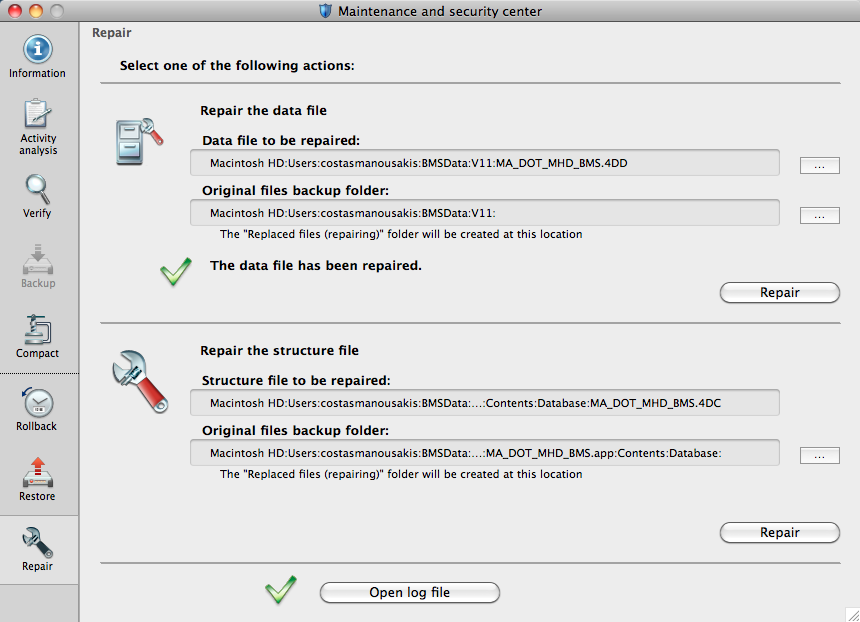 Maintenance and security center
Repair
Select one of the following actions:
Information
Activity
analysis
Verify
Backup
Compact
Rollback
Restore
Repair
Repair the data file
Data file to be repaired:
Macintosh HD:Users:costasmanousakis:BMSData:V11:MA_DOT_MHD_BMS.4DD
...
Original files backup folder:
Macintosh HD:Users:costasmanousakis:BMSData:V11:
...
The "Replaced files (repairing)" folder will be created at this location
The data file has been repaired.
Repair
Repair the structure file
Structure file to be repaired:
Macintosh HD:Users:costasmanousakis:BMSData:...:Contents:Database:MA_DOT_MHD_BMS.4DC
Original files backup folder:
Macintosh HD:Users:costasmanousakis:BMSData:...:MA_DOT_MHD_BMS.app:Contents:Database:
...
The "Replaced files (repairing)" folder will be created at this location
Repair
Open log file